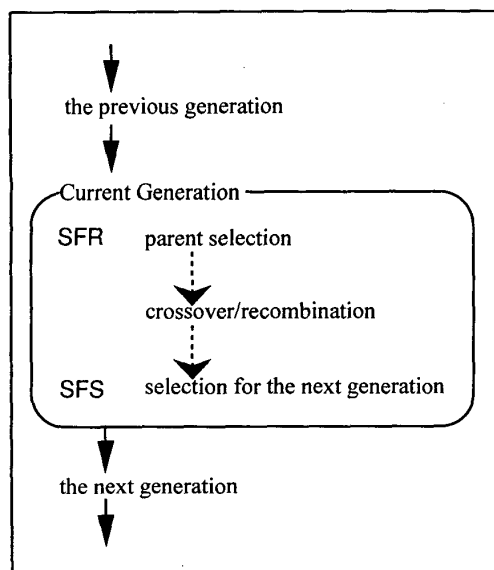 the previous generation
Current Generation
SFR parent selection
crossover/recombination
SFS selection for the next generation
the next generation